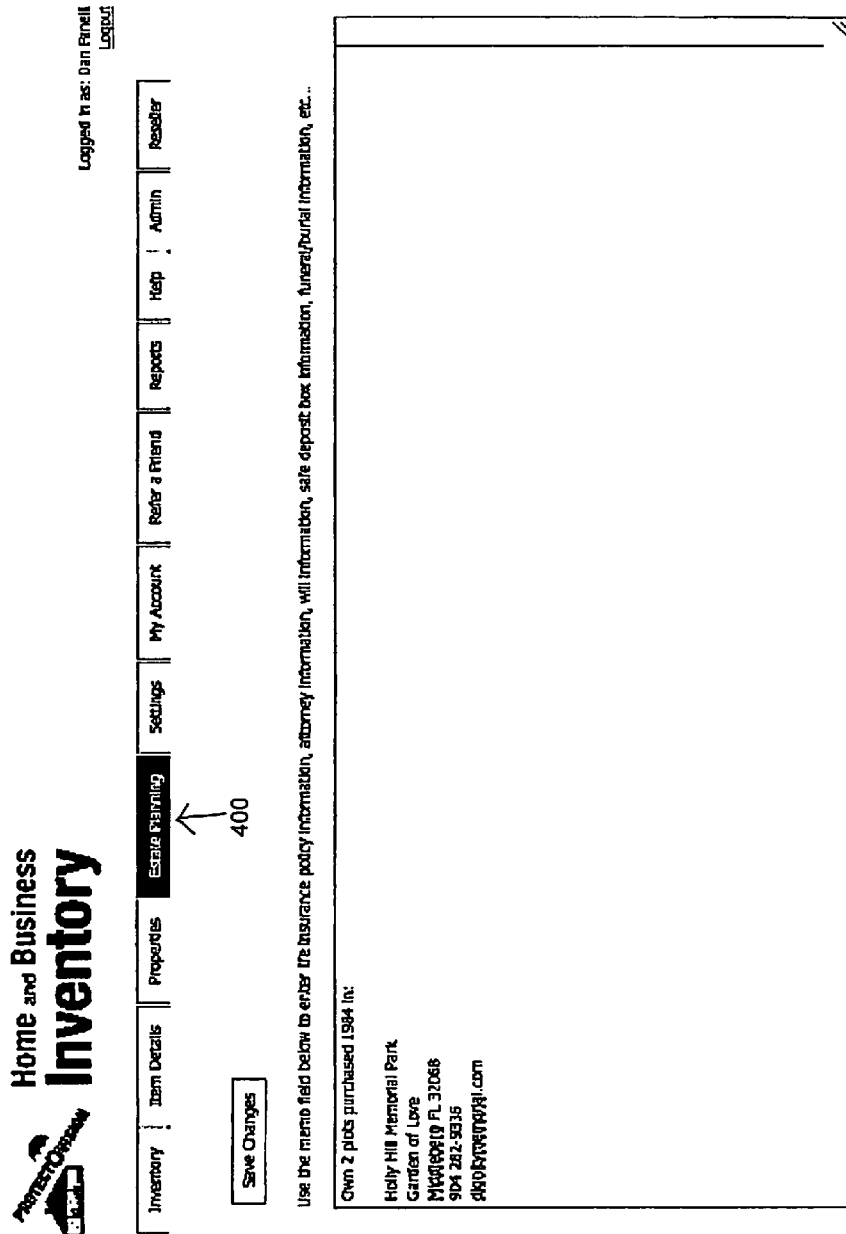 Home and Business
Inventory
Logged in as: Dan
Logout
Inventory
Item Details
Properties
Estate Planning
Settings
My Account
Refer a Friend
Reports
Help
Admin
Reseller
400
Save Changes
Use the memo field below to enter life insurance policy information, attorney information, will information, safe deposit box information, funeral/burial information, etc...
Own 2 plots purchased 1984 in:
Holly Hill Memorial Park
Garden of Love
FL 32068
904 282-9336